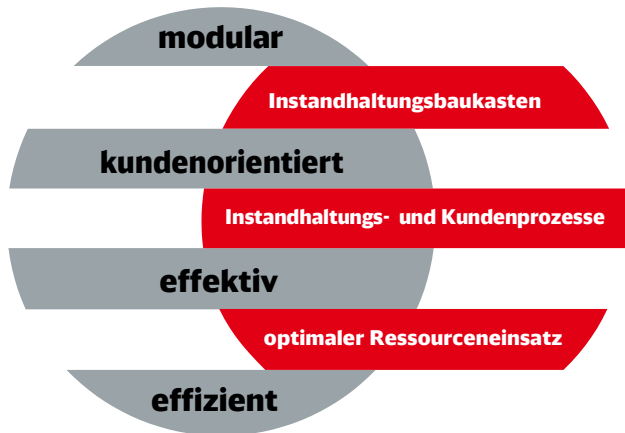 modular
Instandhaltungsbaukasten
kundenorientiert
Instandhaltungs- und Kundenprozesse
effektiv
optimaler Ressourceneinsatz
effizient